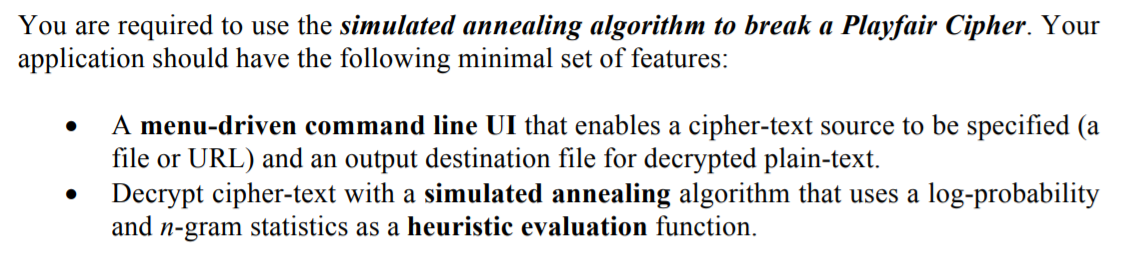 You are required to use the simulated annealing algorithm to break a Playfair Cipher. Your
application should have the following minimal set of features:
• A menu-driven command line UI that enables a cipher-text source to be specified (a
file or URL) and an output destination file for decrypted plain-text.
• Decrypt cipher-text with a simulated annealing algorithm that uses a log-probability
and n-gram statistics as a heuristic evaluation function.